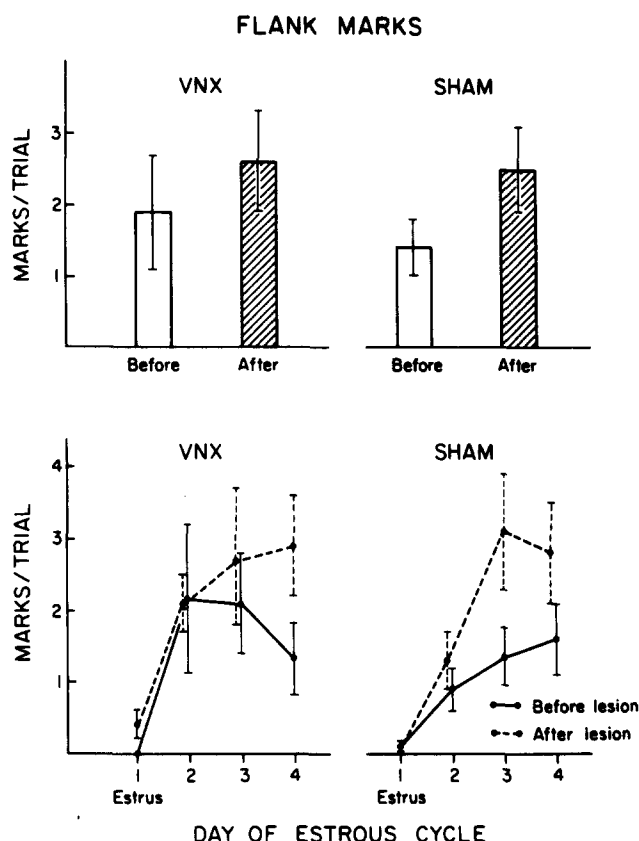 FLANK MARKS
VNX
SHAM
MARKS/TRIAL
3
2
1
Before
After
Before
After
VNX
SHAM
MARKS/TRIAL
4
3
2
1
Before lesion
After lesion
1
2
3
4
1
2
3
4
Estrus
Estrus
DAY OF ESTROUS CYCLE